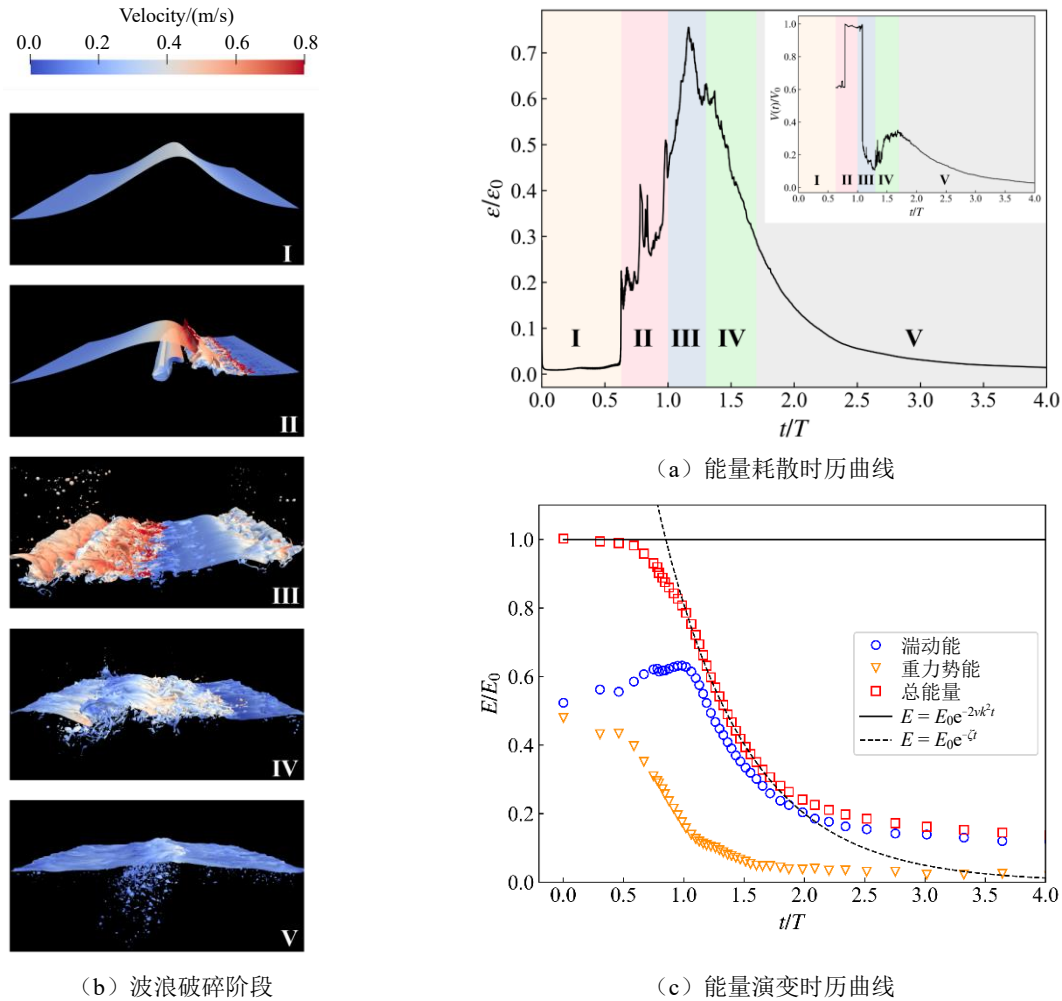 Velocity/(m/s)
0.0 0.2 0.4 0.6 0.8
I
II
III
IV
V
（b）波浪破碎阶段
ε/ε₀
0.7
0.6
0.5
0.4
0.3
0.2
0.1
0.0
I II III IV V
0.0 0.5 1.0 1.5 2.0 2.5 3.0 3.5 4.0
t/T
V(t)/V₀
1.0
0.8
0.6
0.4
0.2
0.0
I II III IV V
0.0 0.5 1.0 1.5 2.0 2.5 3.0 3.5 4.0
t/T
（a）能量耗散时历曲线
E/E₀
1.0
0.8
0.6
0.4
0.2
0.0
湍动能
重力势能
总能量
E = E₀e⁻²ᵛᵏ²ᵗ
E = E₀e⁻ζᵗ
0.0 0.5 1.0 1.5 2.0 2.5 3.0 3.5 4.0
t/T
（c）能量演变时历曲线